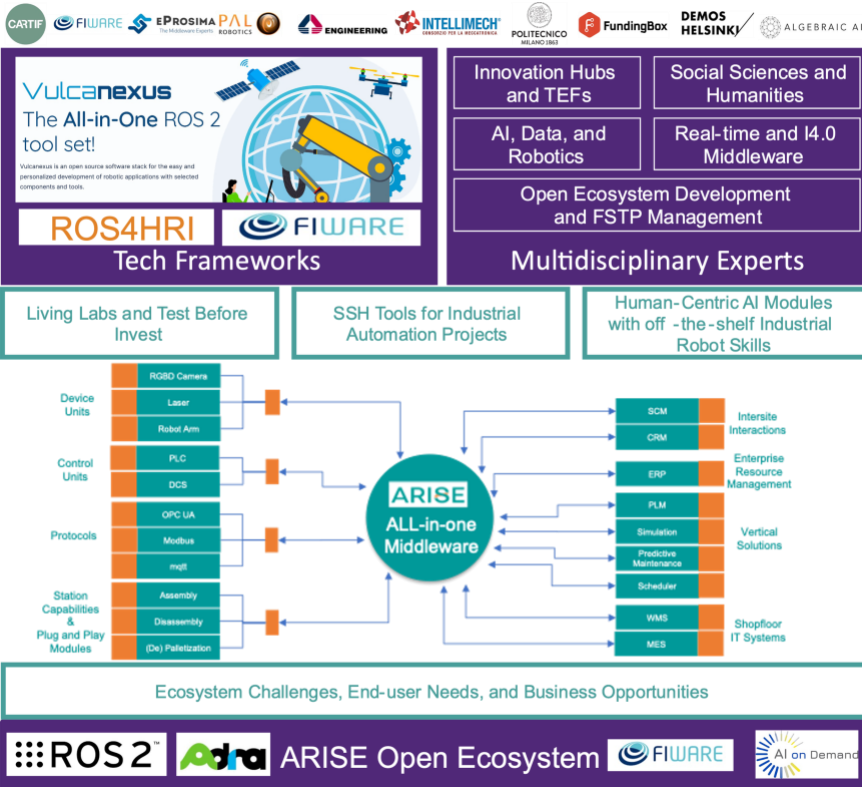 CARTIF
FIWARE
EPROSIMA
The Middleware Experts
PAL
ROBOTICS
ENGINEERING
INTELLIMECH
CONSORZIO PER LA MECCATRONICA
POLITECNICO
MILANO 1863
FundingBox
DEMOS
HELSINKI
ALGEBRAIC AI
Vulcanexus
The All-in-One ROS 2
tool set!
Vulcanexus is an open source software stack for the easy and
personalized development of robotic applications with selected
components and tools.
ROS4HRI
FIWARE
Tech Frameworks
Innovation Hubs
and TEFs
Social Sciences and
Humanities
AI, Data, and
Robotics
Real-time and I4.0
Middleware
Open Ecosystem Development
and FSTP Management
Multidisciplinary Experts
Living Labs and Test Before
Invest
SSH Tools for Industrial
Automation Projects
Human-Centric AI Modules
with off -the-shelf Industrial
Robot Skills
Device
Units
RGBD Camera
Laser
Robot Arm
Control
Units
PLC
DCS
Protocols
OPC UA
Modbus
mqtt
Station
Capabilities
&
Plug and Play
Modules
Assembly
Disassembly
(De) Palletization
ARISE
ALL-in-one
Middleware
SCM
CRM
Intersite
Interactions
ERP
Enterprise
Resource
Management
PLM
Simulation
Predictive
Maintenance
Scheduler
Vertical
Solutions
WMS
MES
Shopfloor
IT Systems
Ecosystem Challenges, End-user Needs, and Business Opportunities
ROS 2™
Adra
ARISE Open Ecosystem
FIWARE
AI on Demand